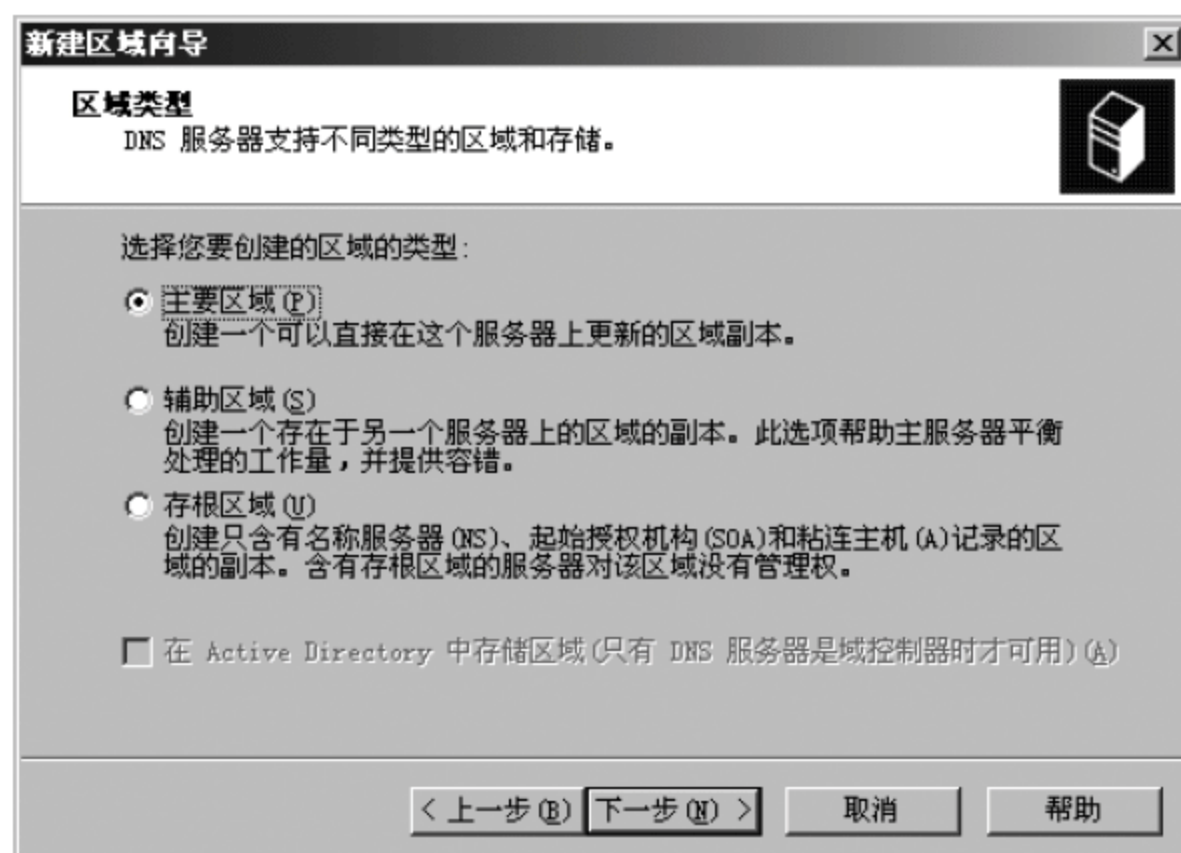 新建区域向导
区域类型
DNS 服务器支持不同类型的区域和存储。
选择您要创建的区域的类型:
主要区域(P)
创建一个可以直接在这个服务器上更新的区域副本。
辅助区域(S)
创建一个存在于另一个服务器上的区域的副本。此选项帮助主服务器平衡
处理的工作量,并提供容错。
存根区域(U)
创建只含有名称服务器(NS)、起始授权机构(SOA)和粘连主机(A)记录的区
域的副本。含有存根区域的服务器对该区域没有管理权。
在 Active Directory 中存储区域(只有 DNS 服务器是域控制器时才可用)(A)
< 上一步(B) 下一步(N) > 取消 帮助